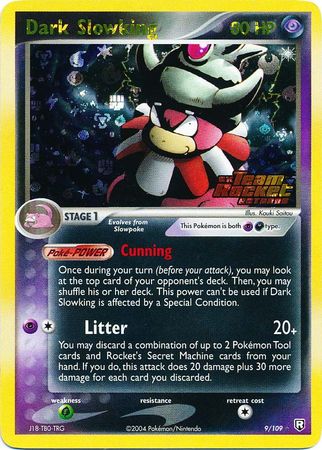 Dark Slowking
80 HP
Team
Rocket
RETURNS
Illus. Kouki Saitou
STAGE 1
Evolves from
Slowpoke
This Pokémon is both type.
Poké-POWER Cunning
Once during your turn (before your attack), you may look
at the top card of your opponent's deck. Then, you may
shuffle his or her deck. This power can't be used if Dark
Slowking is affected by a Special Condition.
Litter 20+
You may discard a combination of up to 2 Pokémon Tool
cards and Rocket's Secret Machine cards from your
hand. If you do, this attack does 20 damage plus 30 more
damage for each card you discarded.
weakness resistance retreat cost
J18-TB0-TRG ©2004 Pokémon/Nintendo 9/109
R